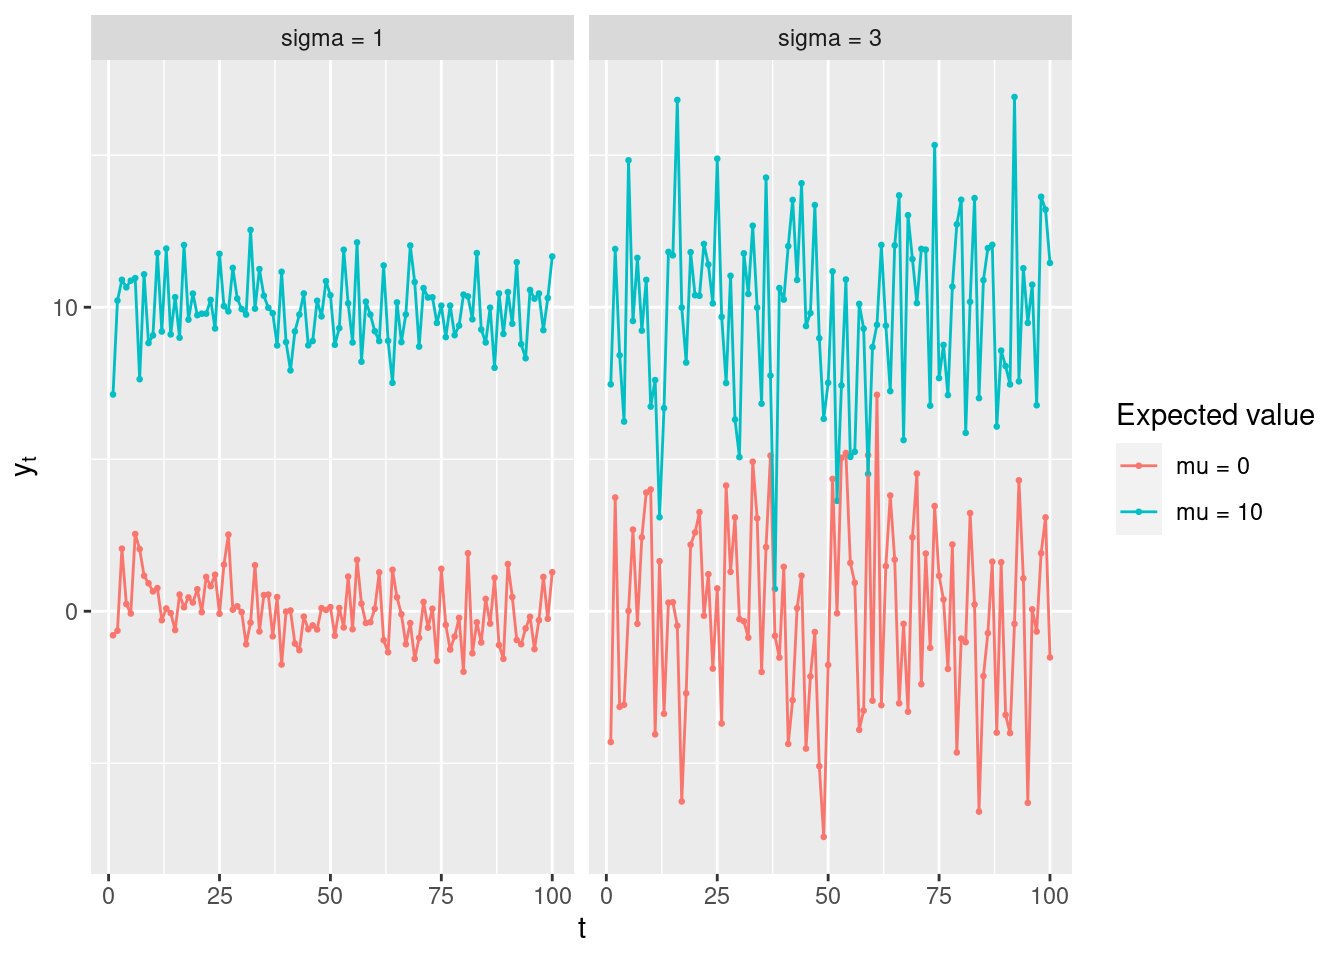 sigma = 1
sigma = 3
10
0
yₜ
0 25 50 75 100
0 25 50 75 100
t
Expected value
mu = 0
mu = 10